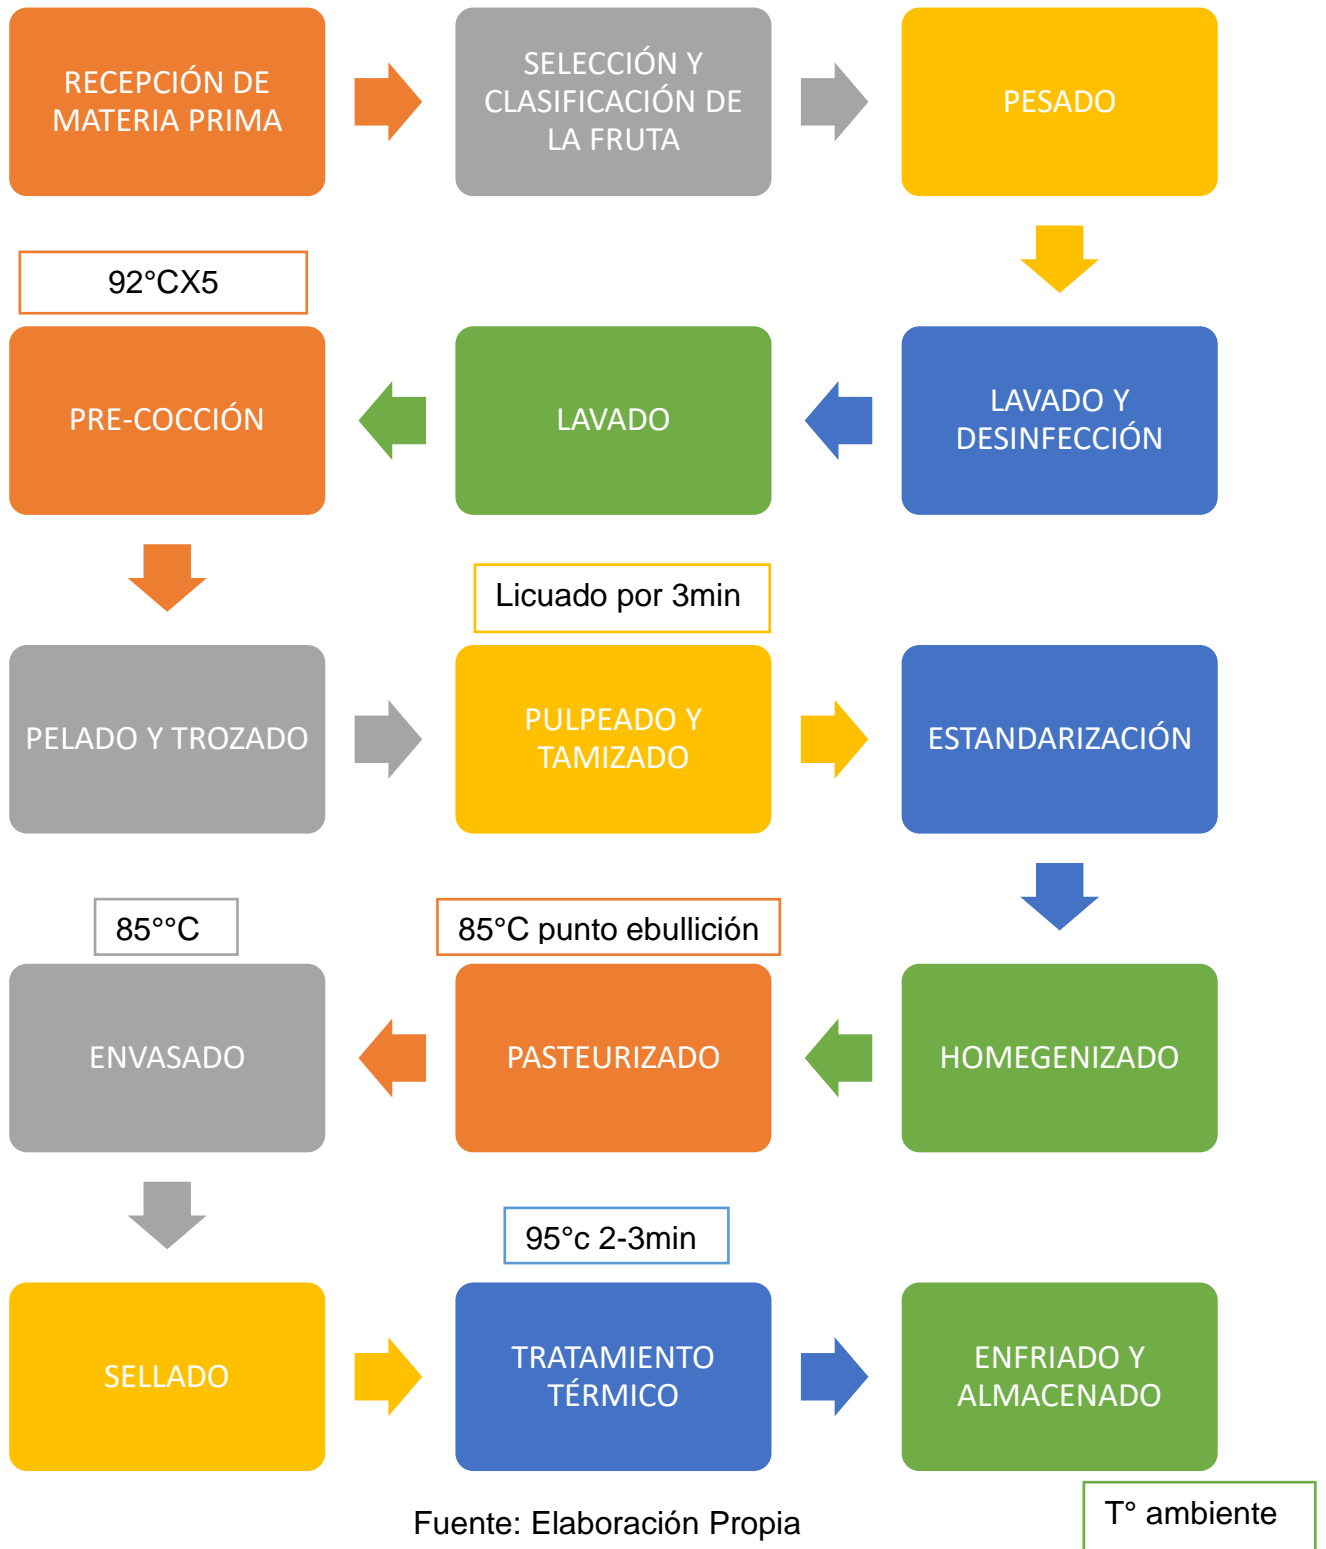 RECEPCIÓN DE
MATERIA PRIMA
SELECCIÓN Y
CLASIFICACIÓN DE
LA FRUTA
PESADO
92°CX5
PRE-COCCIÓN
LAVADO
LAVADO Y
DESINFECCIÓN
Licuado por 3min
PELADO Y TROZADO
PULPEADO Y
TAMIZADO
ESTANDARIZACIÓN
85°°C
85°C punto ebullición
ENVASADO
PASTEURIZADO
HOMEGENIZADO
95°c 2-3min
SELLADO
TRATAMIENTO
TÉRMICO
ENFRIADO Y
ALMACENADO
T° ambiente
Fuente: Elaboración Propia